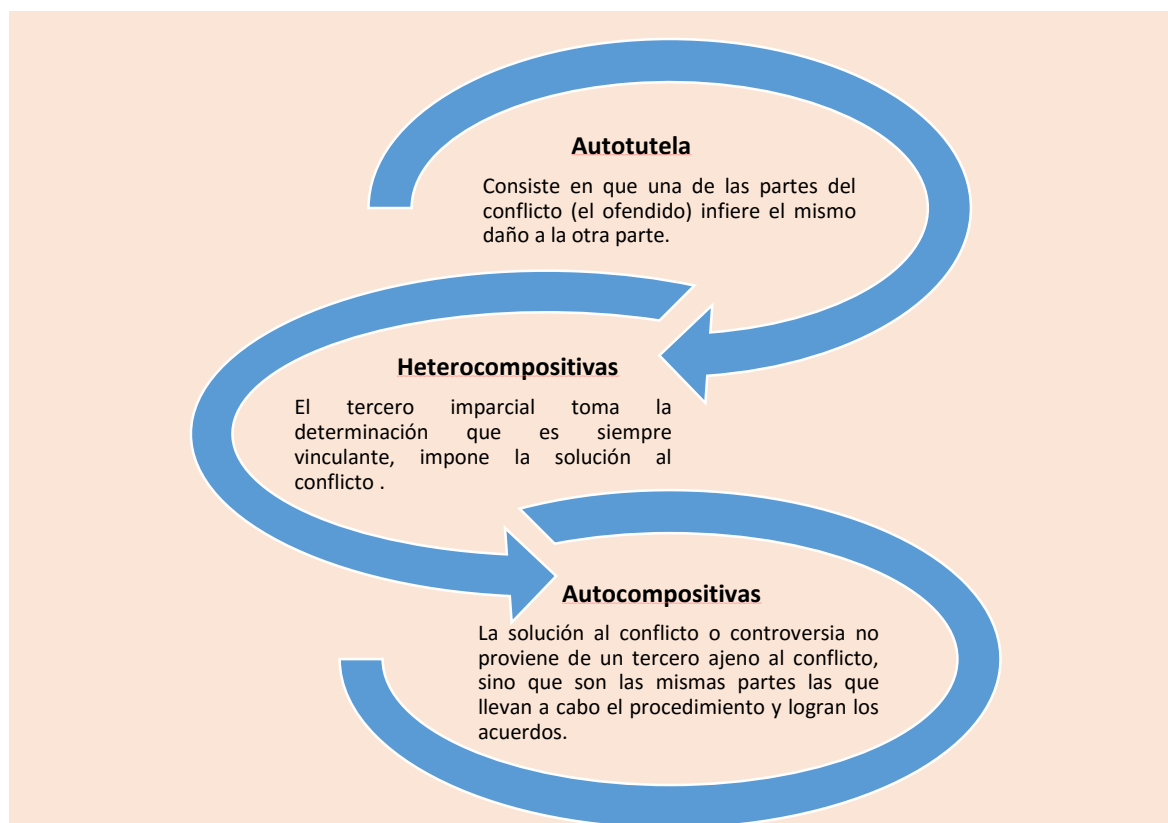 Autotutela
Consiste en que una de las partes del
conflicto (el ofendido) infiere el mismo
daño a la otra parte.
Heterocompositivas
El tercero imparcial toma la
determinación que es siempre
vinculante, impone la solución al
conflicto .
Autocompositivas
La solución al conflicto o controversia no
proviene de un tercero ajeno al conflicto,
sino que son las mismas partes las que
llevan a cabo el procedimiento y logran los
acuerdos.